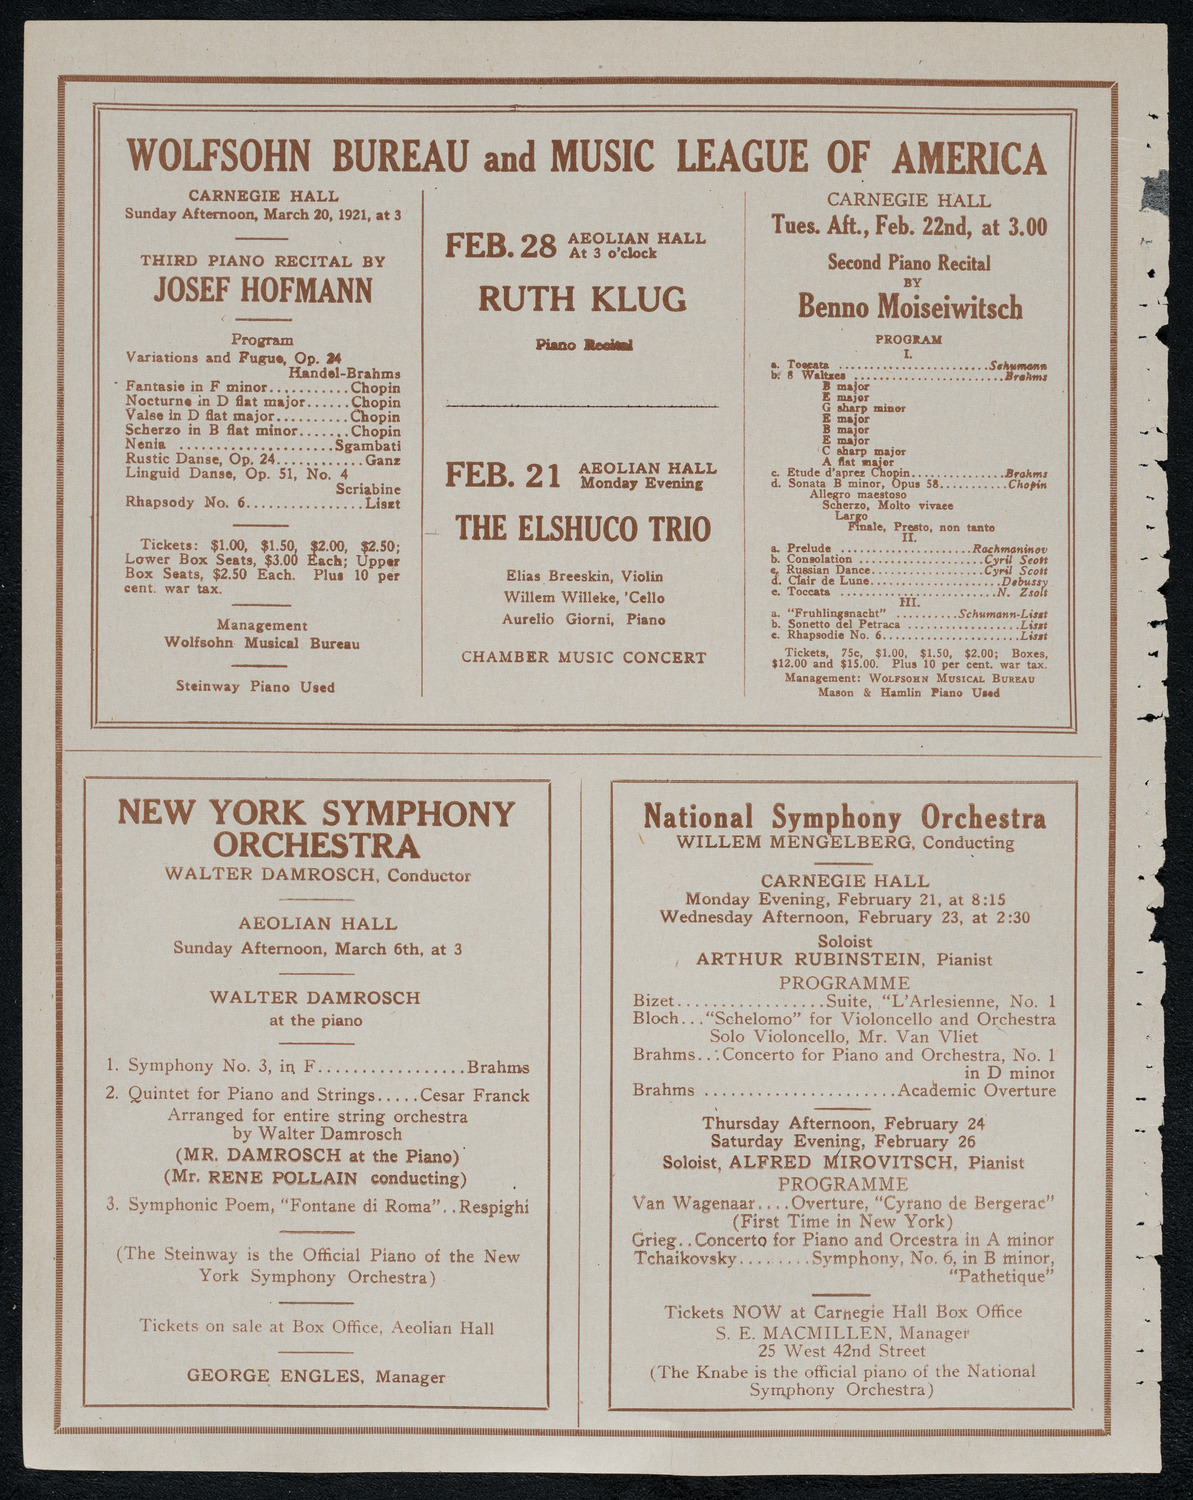 WOLFSOHN BUREAU and MUSIC LEAGUE OF AMERICA
CARNEGIE HALL
Sunday Afternoon, March 20, 1921, at 3
THIRD PIANO RECITAL BY
JOSEF HOFMANN
Program
Variations and Fugue, Op. 24
Handel-Brahms
Fantasie in F minor..........Chopin
Nocturne in D flat major......Chopin
Valse in D flat major..........Chopin
Scherzo in B flat minor.......Chopin
Nenia ....................Sgambati
Rustic Danse, Op. 24............Ganz
Linguid Danse, Op. 51, No. 4
Scriabine
Rhapsody No. 6................Liszt
Tickets: $1.00, $1.50, $2.00, $2.50;
Lower Box Seats, $3.00 Each; Upper
Box Seats, $2.50 Each. Plus 10 per
cent. war tax.
Management
Wolfsohn Musical Bureau
Steinway Piano Used
FEB. 28 AEOLIAN HALL
At 3 o'clock
RUTH KLUG
Piano Recital
FEB. 21 AEOLIAN HALL
Monday Evening
THE ELSHUCO TRIO
Elias Breeskin, Violin
Willem Willeke, 'Cello
Aurelio Giorni, Piano
CHAMBER MUSIC CONCERT
CARNEGIE HALL
Tues. Aft., Feb. 22nd, at 3.00
Second Piano Recital
BY
Benno Moiseiwitsch
PROGRAM
I.
a. Toccata .......................Schumann
b. 8 Waltzes .......................Brahms
B major
E major
G sharp minor
E major
B major
E major
C sharp major
A flat major
c. Etude d'aprez Chopin............Brahms
d. Sonata B minor, Opus 58..........Chopin
Allegro maestoso
Scherzo, Molto vivace
Largo
Finale, Presto, non tanto
II.
a. Prelude .....................Rachmaninov
b. Consolation ...................Cyril Scott
c. Russian Dance..................Cyril Scott
d. Clair de Lune....................Debussy
e. Toccata ........................N. Zsolt
III.
a. "Fruhlingsnacht" ..........Schumann-Liszt
b. Sonetto del Petraca .................Liszt
c. Rhapsodie No. 6.....................Liszt
Tickets, 75c, $1.00, $1.50, $2.00; Boxes,
$12.00 and $15.00. Plus 10 per cent. war tax.
Management: WOLFSOHN MUSICAL BUREAU
Mason & Hamlin Piano Used
NEW YORK SYMPHONY
ORCHESTRA
WALTER DAMROSCH, Conductor
AEOLIAN HALL
Sunday Afternoon, March 6th, at 3
WALTER DAMROSCH
at the piano
1. Symphony No. 3, in F.................Brahms
2. Quintet for Piano and Strings.....Cesar Franck
Arranged for entire string orchestra
by Walter Damrosch
(MR. DAMROSCH at the Piano)
(Mr. RENE POLLAIN conducting)
3. Symphonic Poem, "Fontane di Roma"..Respighi
(The Steinway is the Official Piano of the New
York Symphony Orchestra)
Tickets on sale at Box Office, Aeolian Hall
GEORGE ENGLES, Manager
National Symphony Orchestra
WILLEM MENGELBERG, Conducting
CARNEGIE HALL
Monday Evening, February 21, at 8:15
Wednesday Afternoon, February 23, at 2:30
Soloist
ARTHUR RUBINSTEIN, Pianist
PROGRAMME
Bizet.................Suite, "L'Arlesienne, No. 1
Bloch..."Schelomo" for Violoncello and Orchestra
Solo Violoncello, Mr. Van Vliet
Brahms...Concerto for Piano and Orchestra, No. 1
in D minor
Brahms ......................Academic Overture
Thursday Afternoon, February 24
Saturday Evening, February 26
Soloist, ALFRED MIROVITSCH, Pianist
PROGRAMME
Van Wagenaar....Overture, "Cyrano de Bergerac"
(First Time in New York)
Grieg..Concerto for Piano and Orcestra in A minor
Tchaikovsky.........Symphony, No. 6, in B minor,
"Pathetique"
Tickets NOW at Carnegie Hall Box Office
S. E. MACMILLEN, Manager
25 West 42nd Street
(The Knabe is the official piano of the National
Symphony Orchestra)